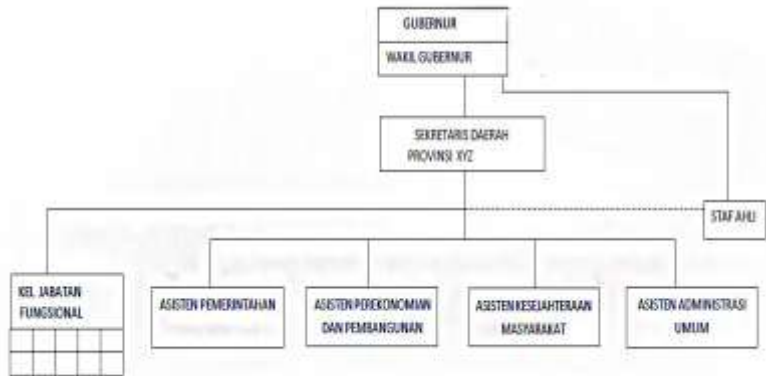 GUBERNUR
WAKIL GUBERNUR
SEKRETARIS DAERAH
PROVINSI XYZ
STAF AHLI
KEL. JABATAN
FUNGSIONAL
ASISTEN PEMERINTAHAN
ASISTEN PEREKONOMIAN
DAN PEMBANGUNAN
ASISTEN KESEJAHTERAAN
MASYARAKAT
ASISTEN ADMINISTRASI
UMUM